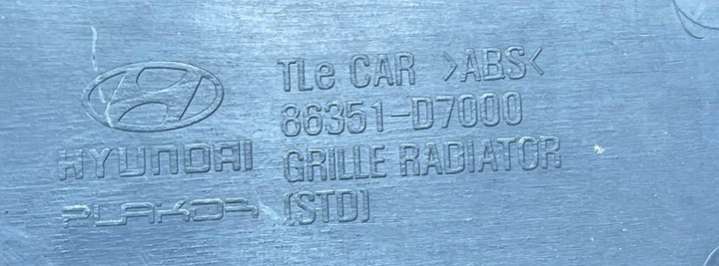 TLe CAR >ABS<
86351-D7000
HYUNDAI GRILLE RADIATOR
PLAKOR (STD)